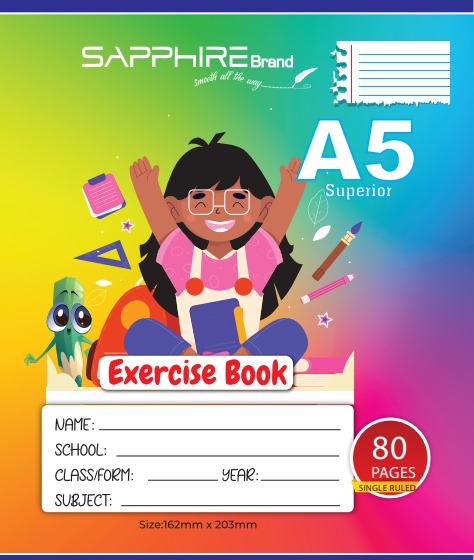 SAPPHIRE Brand
smooth all the way
A5
Superior
Exercise Book
NAME:
SCHOOL:
CLASS/FORM: YEAR:
SUBJECT:
80
PAGES
SINGLE RULED
Size:162mm x 203mm